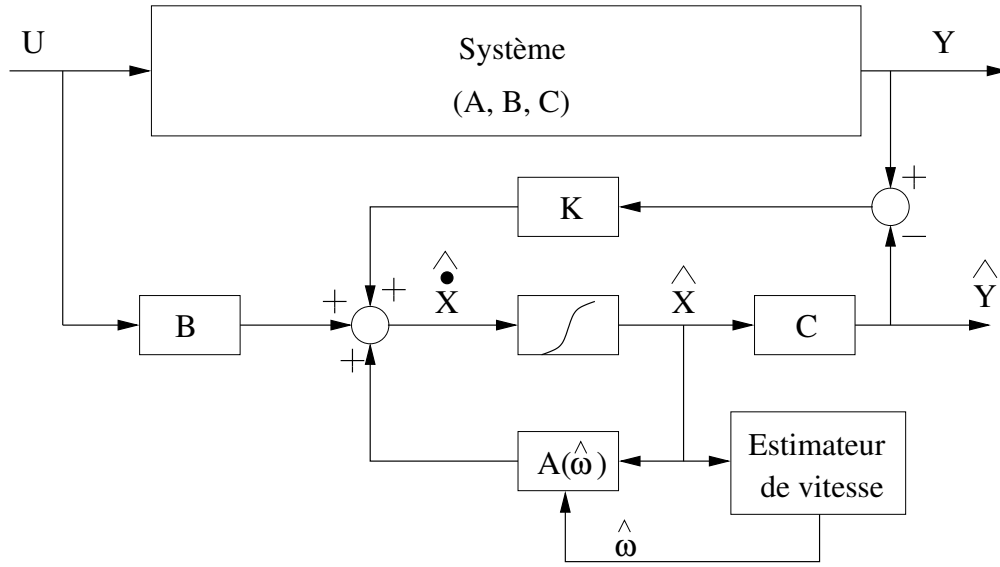 U
Système
(A, B, C)
Y
+
K
−
+
+
X̂̇
X̂
Ŷ
B
C
+
A(ω̂)
Estimateur
de vitesse
ω̂